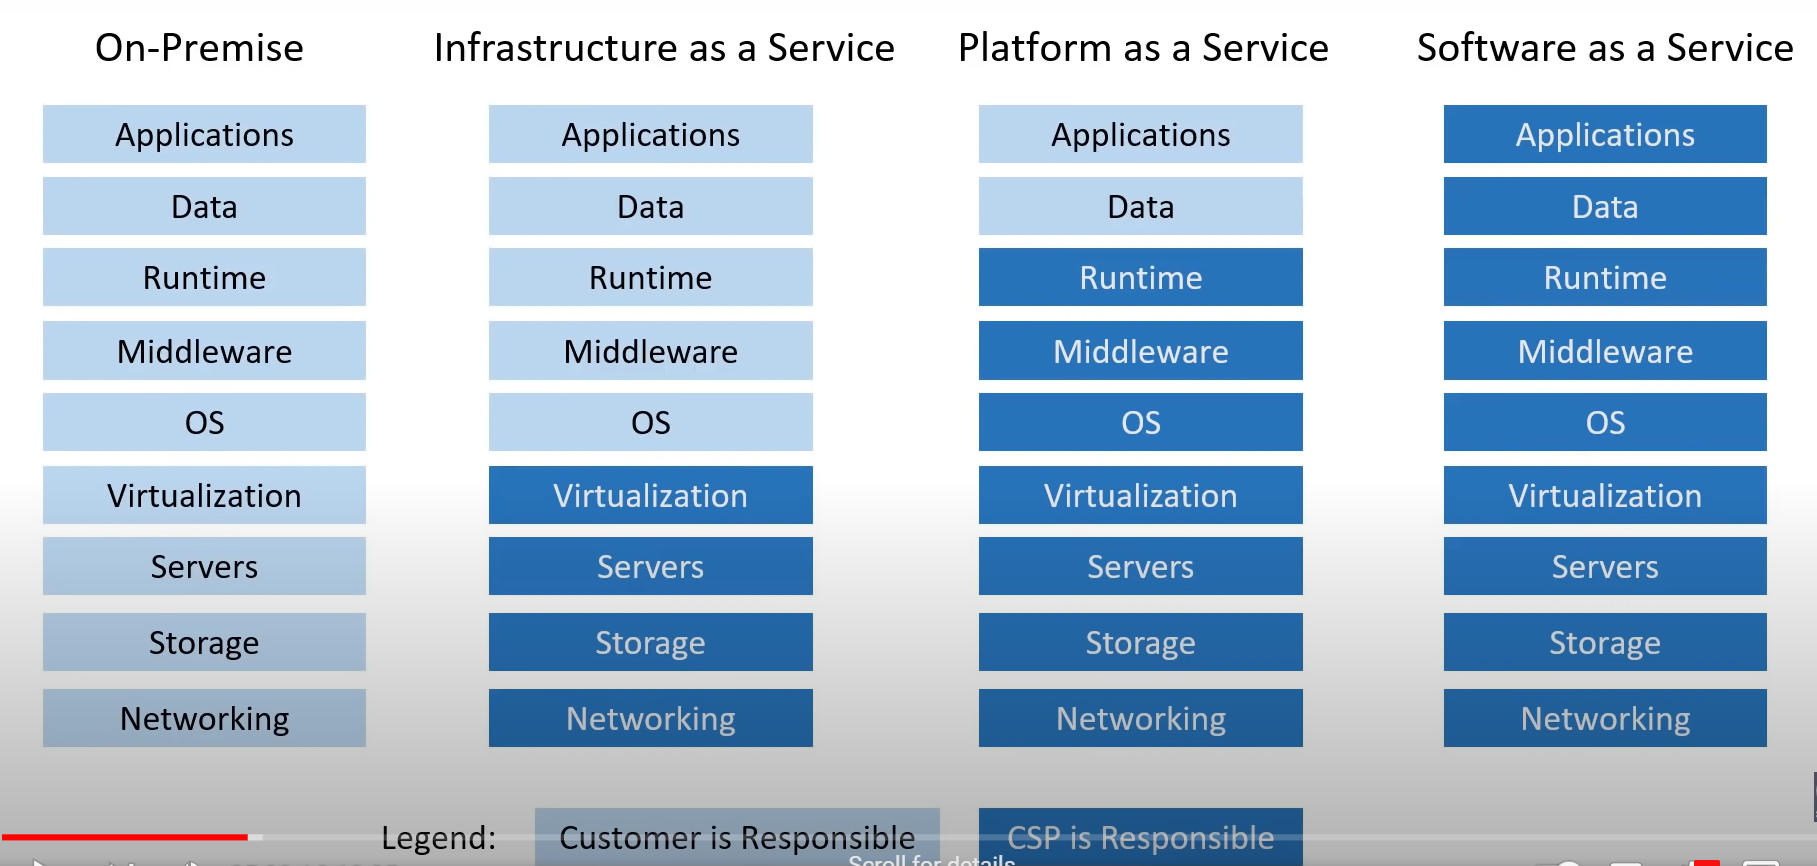 On-Premise
Infrastructure as a Service
Platform as a Service
Software as a Service
Applications
Applications
Applications
Applications
Data
Data
Data
Data
Runtime
Runtime
Runtime
Runtime
Middleware
Middleware
Middleware
Middleware
OS
OS
OS
OS
Virtualization
Virtualization
Virtualization
Virtualization
Servers
Servers
Servers
Servers
Storage
Storage
Storage
Storage
Networking
Networking
Networking
Networking
Legend:
Customer is Responsible
CSP is Responsible
Scroll for details